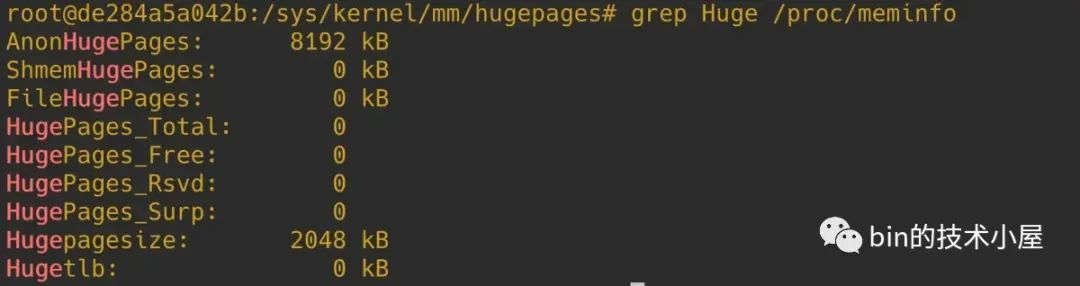 root@de284a5a042b:/sys/kernel/mm/hugepages# grep Huge /proc/meminfo
AnonHugePages:      8192 kB
ShmemHugePages:        0 kB
FileHugePages:         0 kB
HugePages_Total:       0
HugePages_Free:        0
HugePages_Rsvd:        0
HugePages_Surp:        0
Hugepagesize:       2048 kB
Hugetlb:               0 kB
bin的技术小屋